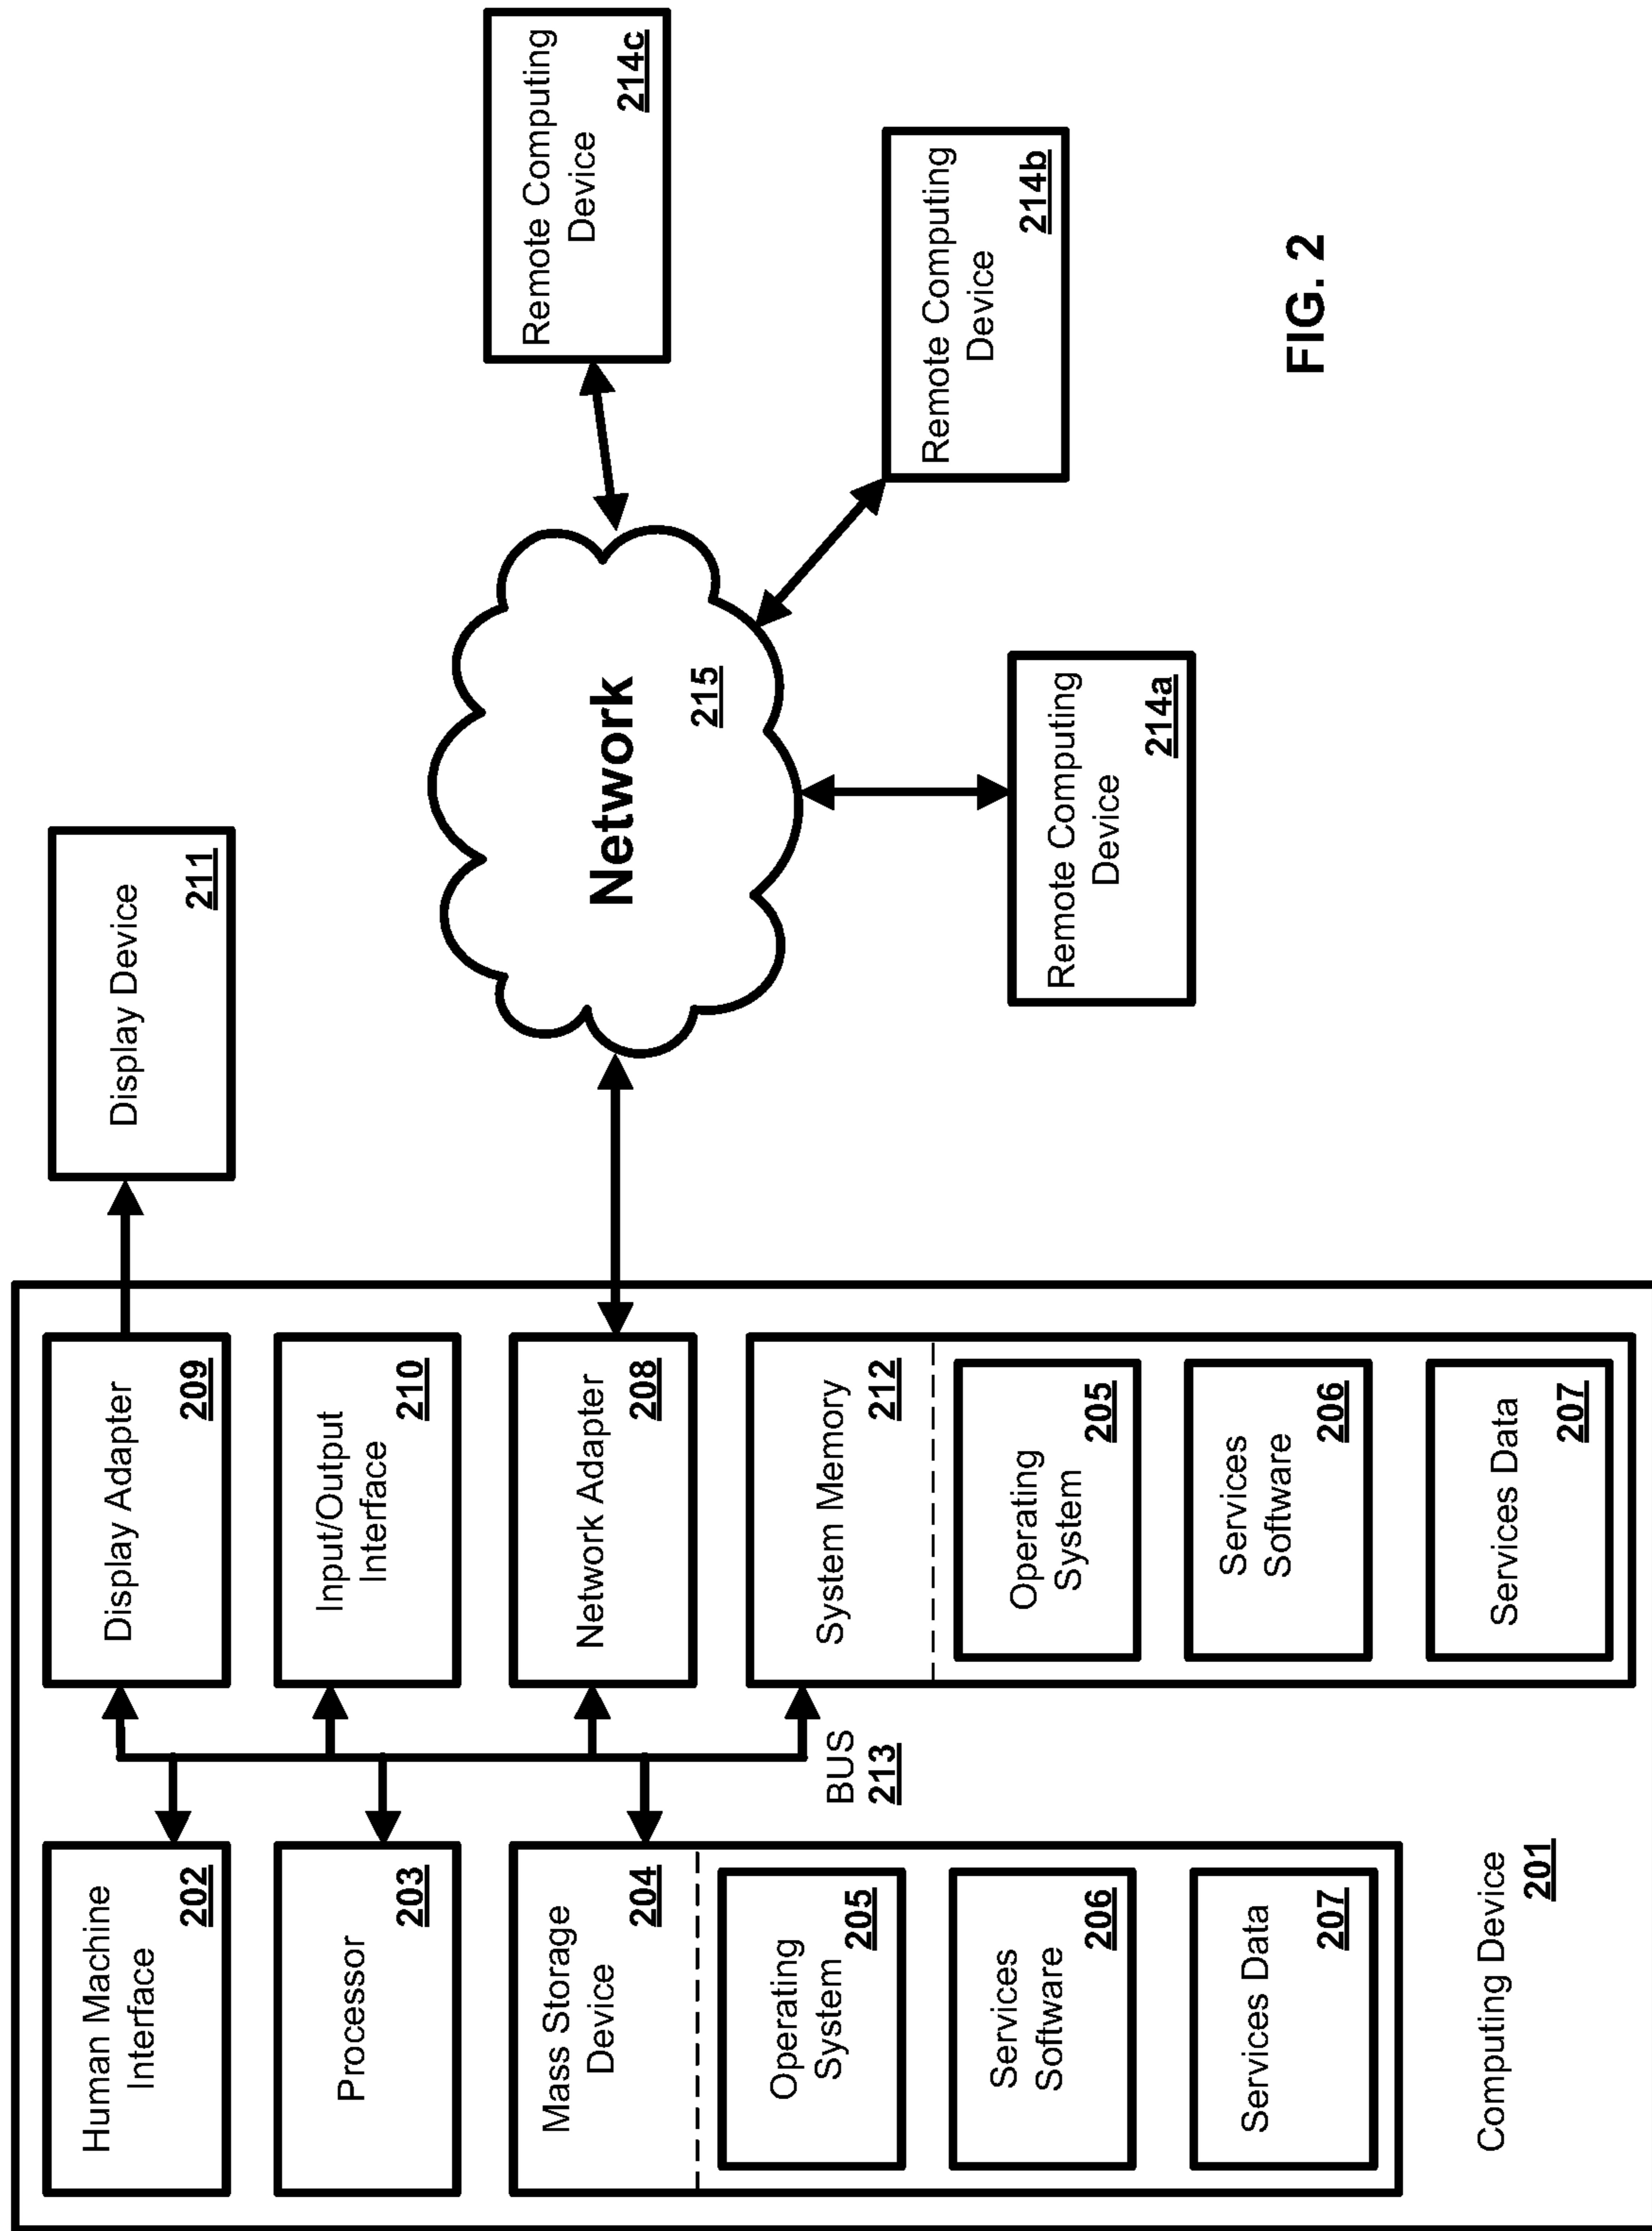 Human Machine
Interface
202
Processor
203
Mass Storage
Device
204
Operating
System
205
Services
Software
206
Services Data
207
Computing Device
201
Display Adapter
209
Input/Output
Interface
210
Network Adapter
208
System Memory
212
Operating
System
205
Services
Software
206
Services Data
207
BUS
213
Display Device
211
Network
215
Remote Computing
Device
214a
Remote Computing
Device
214b
Remote Computing
Device
214c
FIG. 2